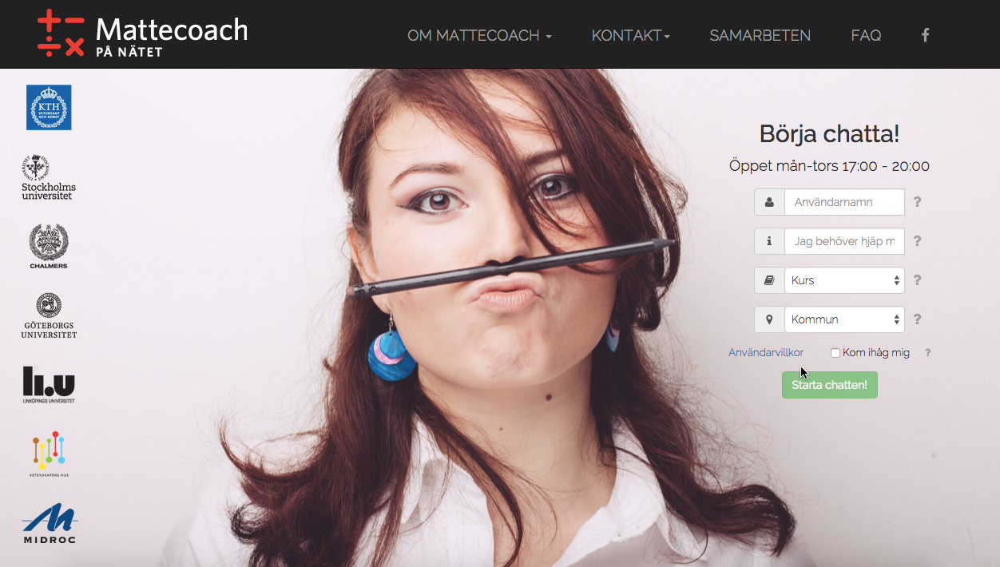 Mattecoach
PÅ NÄTET
OM MATTECOACH
KONTAKT
SAMARBETEN
FAQ
f
KTH
VETENSKAP
OCH KONST
Stockholms
universitet
CHALMERS
GÖTEBORGS
UNIVERSITET
li.u
LINKÖPINGS UNIVERSITET
VETENSKAPENS HUS
MIDROC
Börja chatta!
Öppet mån-tors 17:00 - 20:00
Användarnamn
?
Jag behöver hjäp m
?
Kurs
?
Kommun
?
Användarvillkor
Kom ihåg mig
?
Starta chatten!